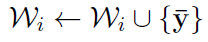 𝒲ᵢ ← 𝒲ᵢ ∪ {ȳ}